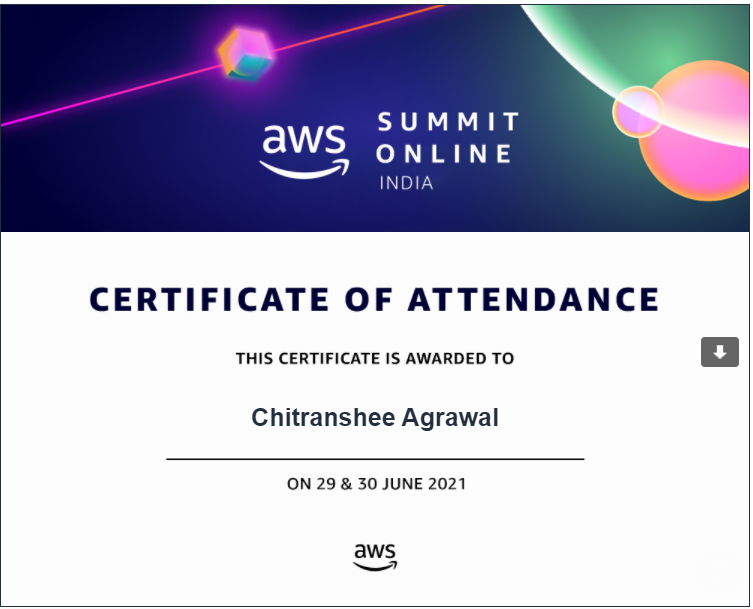 aws
SUMMIT
ONLINE
INDIA
CERTIFICATE OF ATTENDANCE
THIS CERTIFICATE IS AWARDED TO
Chitranshee Agrawal
ON 29 & 30 JUNE 2021
aws